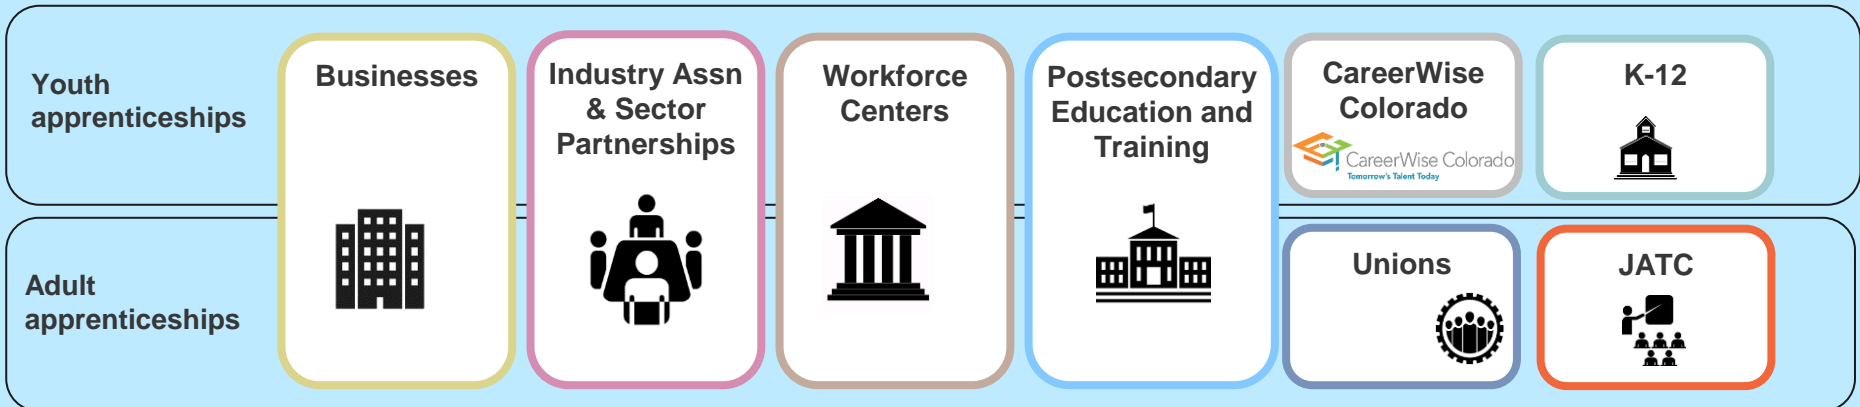 Youth
apprenticeships
Businesses
Industry Assn
& Sector
Partnerships
Workforce
Centers
Postsecondary
Education and
Training
CareerWise
Colorado
CareerWise Colorado
Tomorrow's Talent Today
K-12
Adult
apprenticeships
Unions
JATC